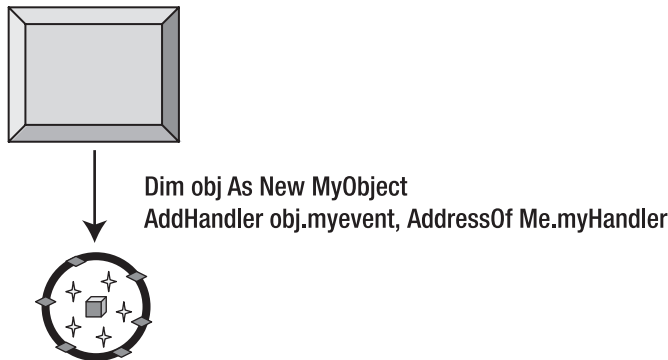 Dim obj As New MyObject
AddHandler obj.myevent, AddressOf Me.myHandler